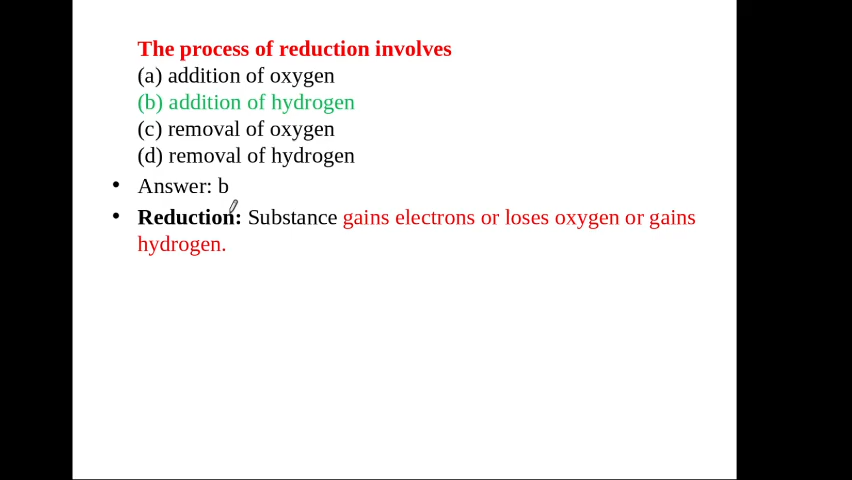 The process of reduction involves
(a) addition of oxygen
(b) addition of hydrogen
(c) removal of oxygen
(d) removal of hydrogen
• Answer: b
• Reduction: Substance gains electrons or loses oxygen or gains
hydrogen.